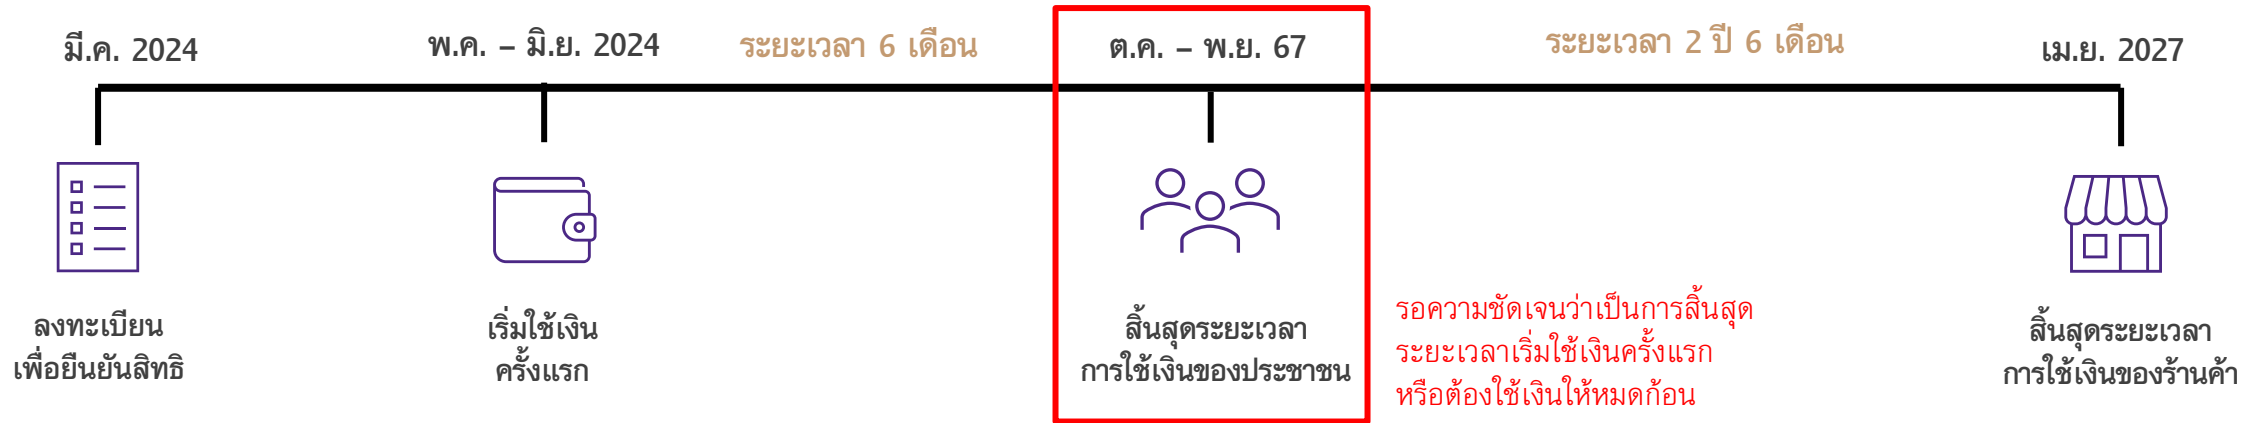 มี.ค. 2024
พ.ค. – มิ.ย. 2024
ระยะเวลา 6 เดือน
ต.ค. – พ.ย. 67
ระยะเวลา 2 ปี 6 เดือน
เม.ย. 2027
ลงทะเบียน
เพื่อยืนยันสิทธิ
เริ่มใช้เงิน
ครั้งแรก
สิ้นสุดระยะเวลา
การใช้เงินของประชาชน
รอความชัดเจนว่าเป็นการสิ้นสุด
ระยะเวลาเริ่มใช้เงินครั้งแรก
หรือต้องใช้เงินให้หมดก้อน
สิ้นสุดระยะเวลา
การใช้เงินของร้านค้า